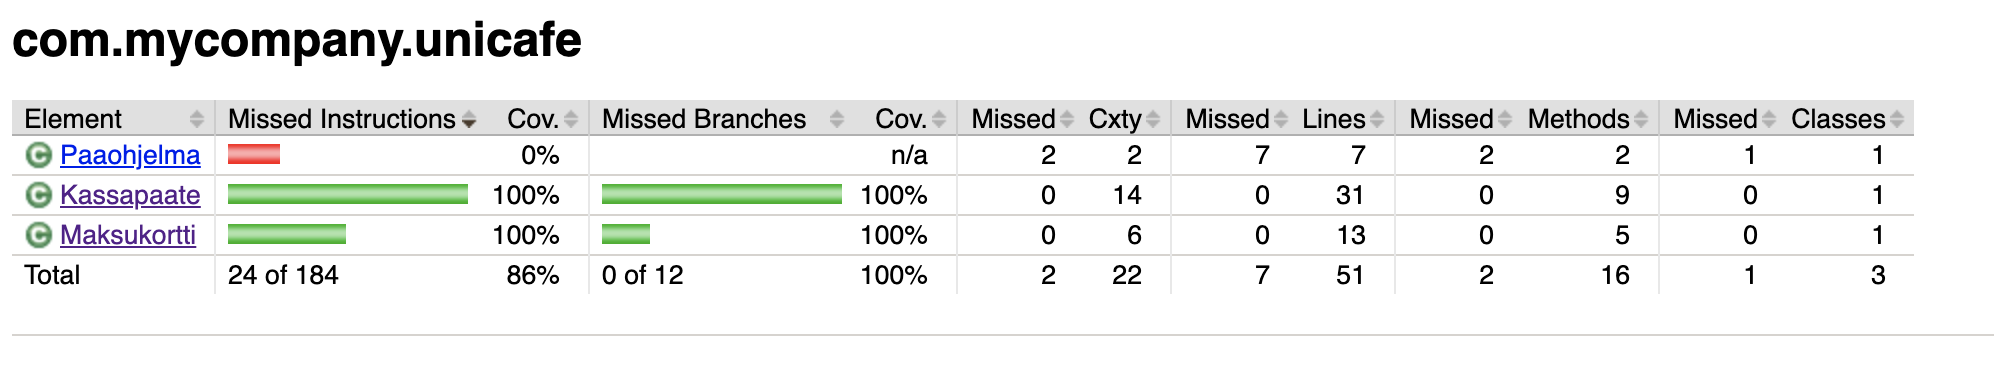 com.mycompany.unicafe
Element Missed Instructions Cov. Missed Branches Cov. Missed Cxty Missed Lines Missed Methods Missed Classes
C Paaohjelma 0% n/a 2 2 7 7 2 2 1 1
C Kassapaate 100% 100% 0 14 0 31 0 9 0 1
C Maksukortti 100% 100% 0 6 0 13 0 5 0 1
Total 24 of 184 86% 0 of 12 100% 2 22 7 51 2 16 1 3